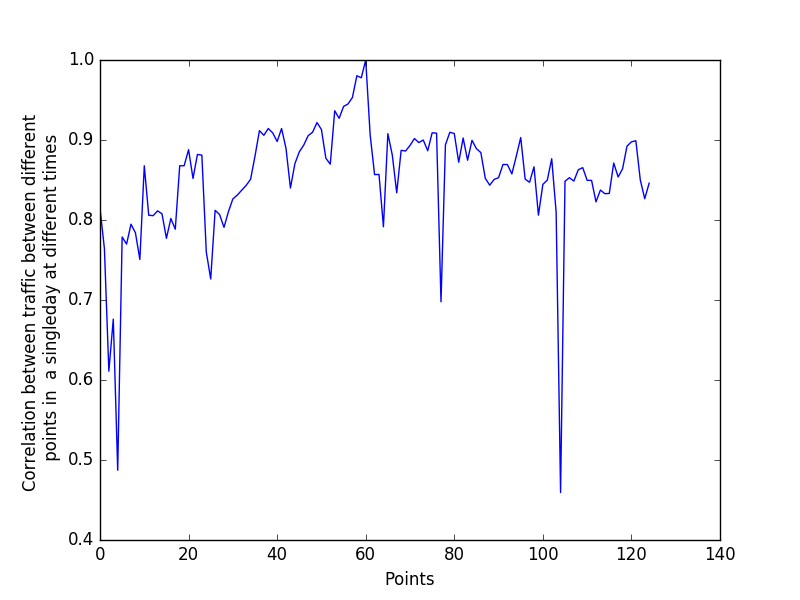 1.0
0.9
0.8
0.7
0.6
0.5
0.4
0 20 40 60 80 100 120 140
Points
Correlation between traffic between different
points in  a singleday at different times